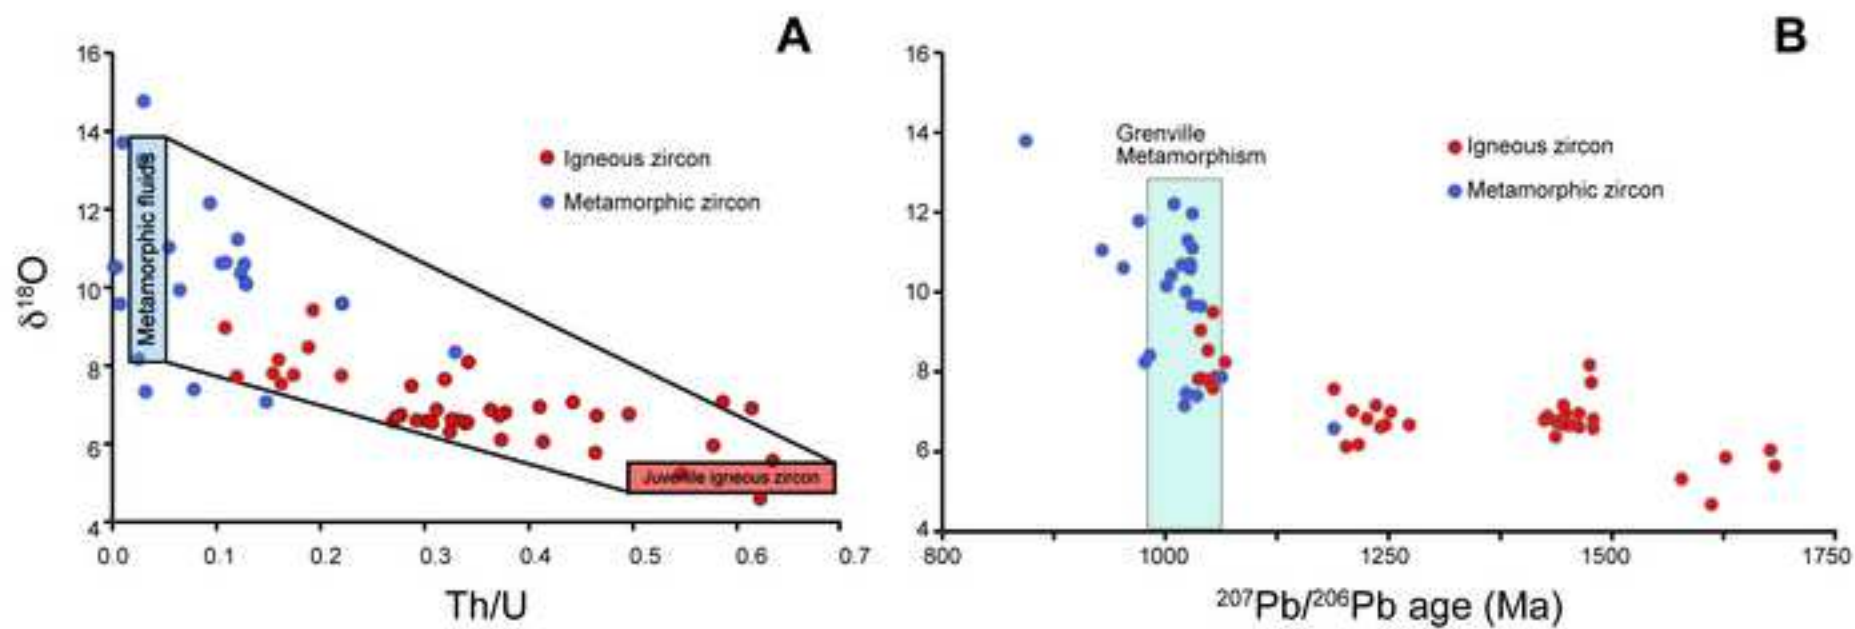 A
16
14
12
10
8
6
4
δ18O
Metamorphic fluids
Igneous zircon
Metamorphic zircon
Juvenile igneous zircon
0.0 0.1 0.2 0.3 0.4 0.5 0.6 0.7
Th/U
B
16
14
12
10
8
6
4
Grenville
Metamorphism
Igneous zircon
Metamorphic zircon
800 1000 1250 1500 1750
207Pb/206Pb age (Ma)